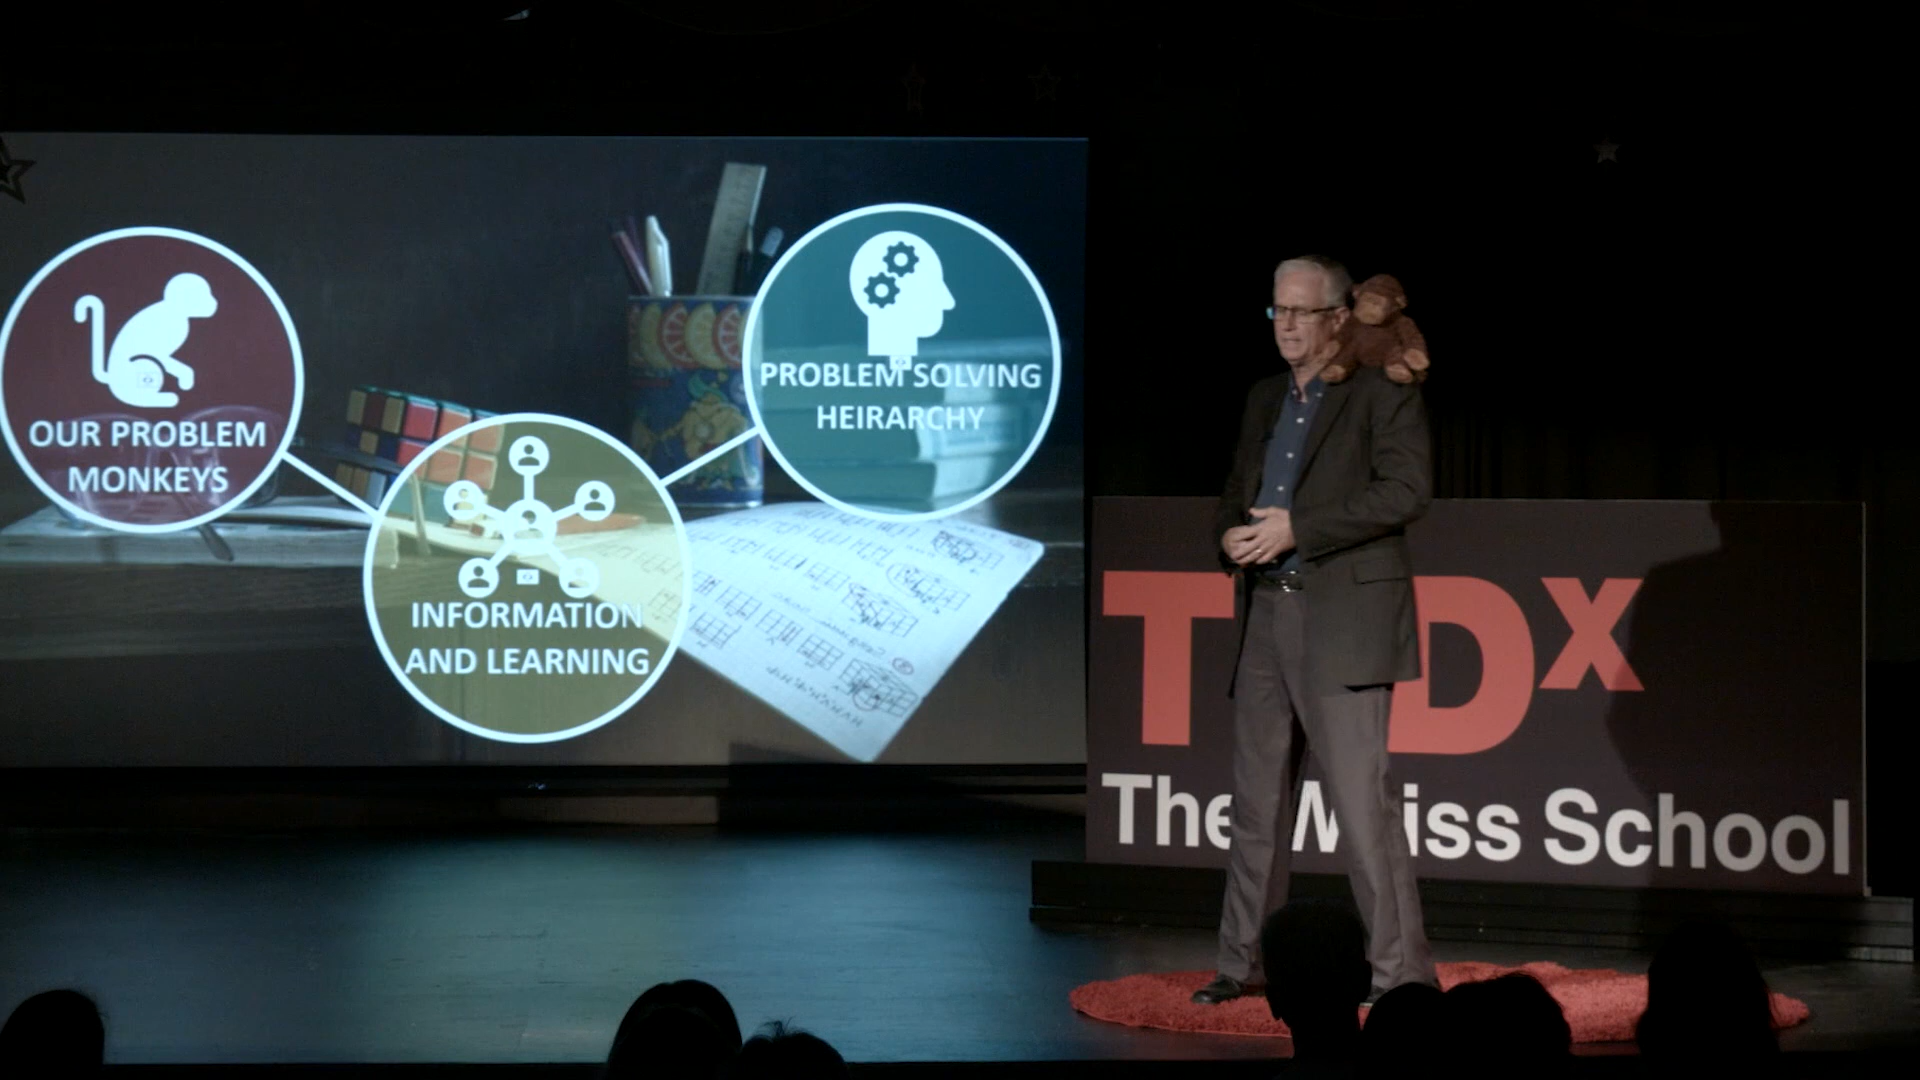 OUR PROBLEM
MONKEYS
INFORMATION
AND LEARNING
PROBLEM SOLVING
HEIRARCHY
TEDx
The Weiss School